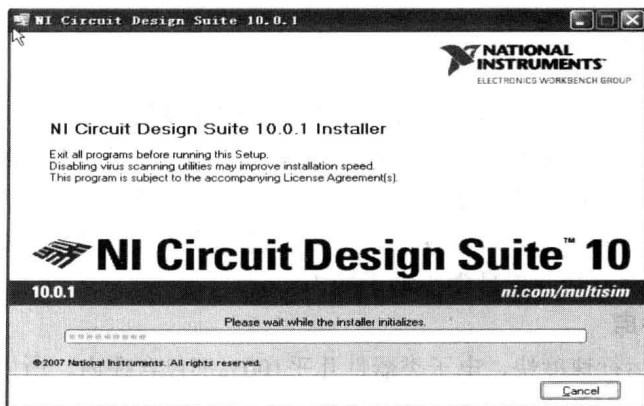 NI Circuit Design Suite 10.0.1
NATIONAL
INSTRUMENTS
ELECTRONICS WORKBENCH GROUP
NI Circuit Design Suite 10.0.1 Installer
Exit all programs before running this Setup.
Disabling virus scanning utilities may improve installation speed.
This program is subject to the accompanying License Agreement(s).
NI Circuit Design Suite™ 10
10.0.1
ni.com/multisim
Please wait while the installer initializes.
©2007 National Instruments. All rights reserved.
Cancel